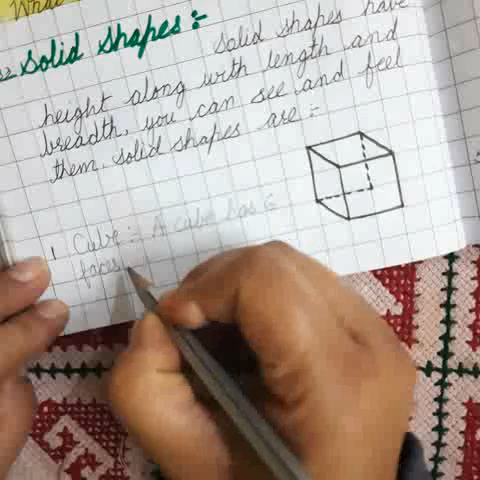 What
Solid Shapes :-
Solid shapes have
height along with length and
breadth, you can see and feel
them. solid shapes are :-
1. Cube : A cube has 6
faces